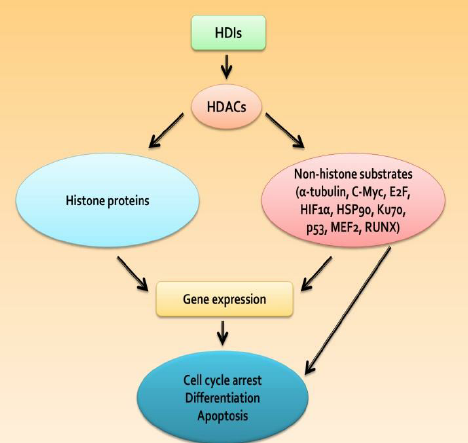 HDIs
HDACs
Histone proteins
Non-histone substrates
(α-tubulin, C-Myc, E2F,
HIF1α, HSP90, Ku70,
p53, MEF2, RUNX)
Gene expression
Cell cycle arrest
Differentiation
Apoptosis